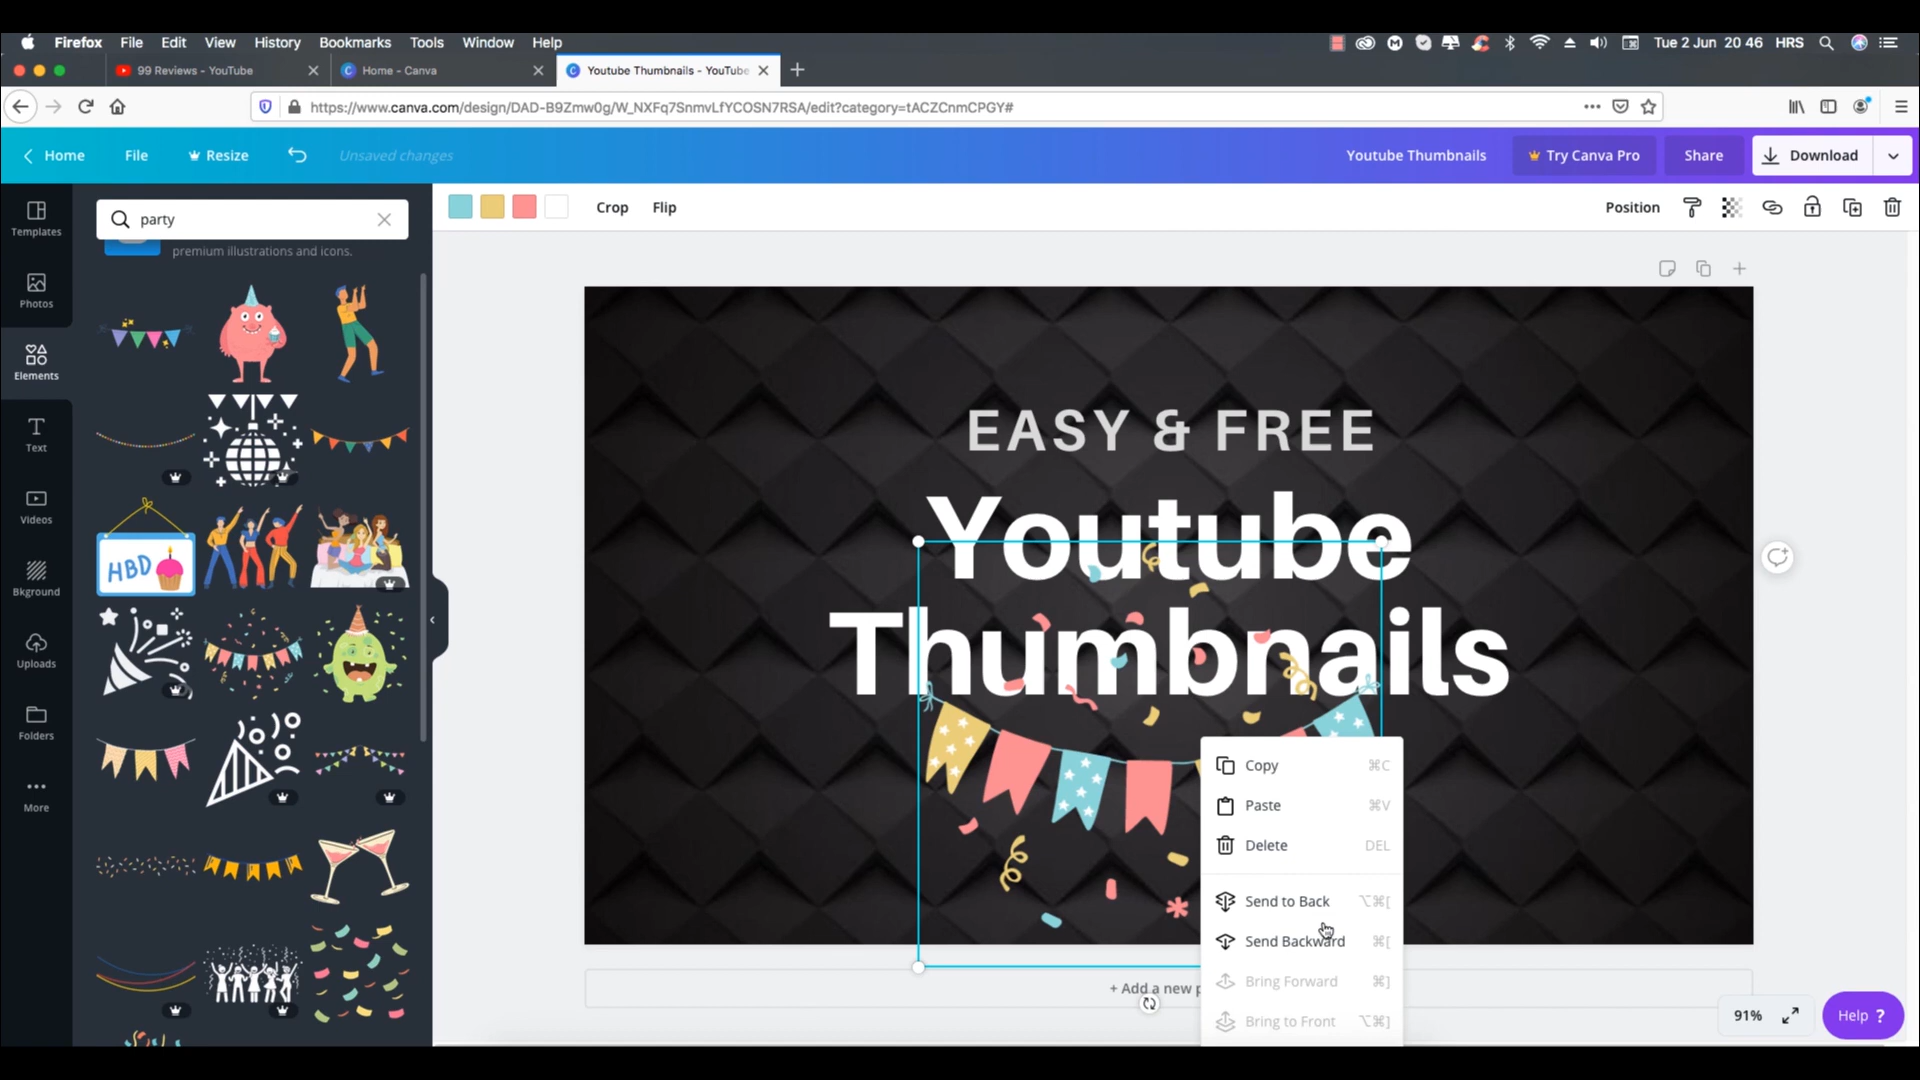 Firefox File Edit View History Bookmarks Tools Window Help
Tue 2 Jun 20 46 HRS
99 Reviews - YouTube
Home - Canva
Youtube Thumbnails - YouTube
https://www.canva.com/design/DAD-B9Zmw0g/W_NXFq7SnmvLfYCOSN7RSA/edit?category=tACZCnmCPGY#
Home File Resize Unsaved changes Youtube Thumbnails Try Canva Pro Share Download
party
Crop Flip Position
premium illustrations and icons.
Templates
Photos
Elements
Text
Videos
Bkground
Uploads
Folders
More
HBD
EASY & FREE
Youtube
Thumbnails
Copy ⌘C
Paste ⌘V
Delete DEL
Send to Back ⌥⌘[
Send Backward ⌘[
Bring Forward ⌘]
Bring to Front ⌥⌘]
+ Add a new p
91%
Help ?